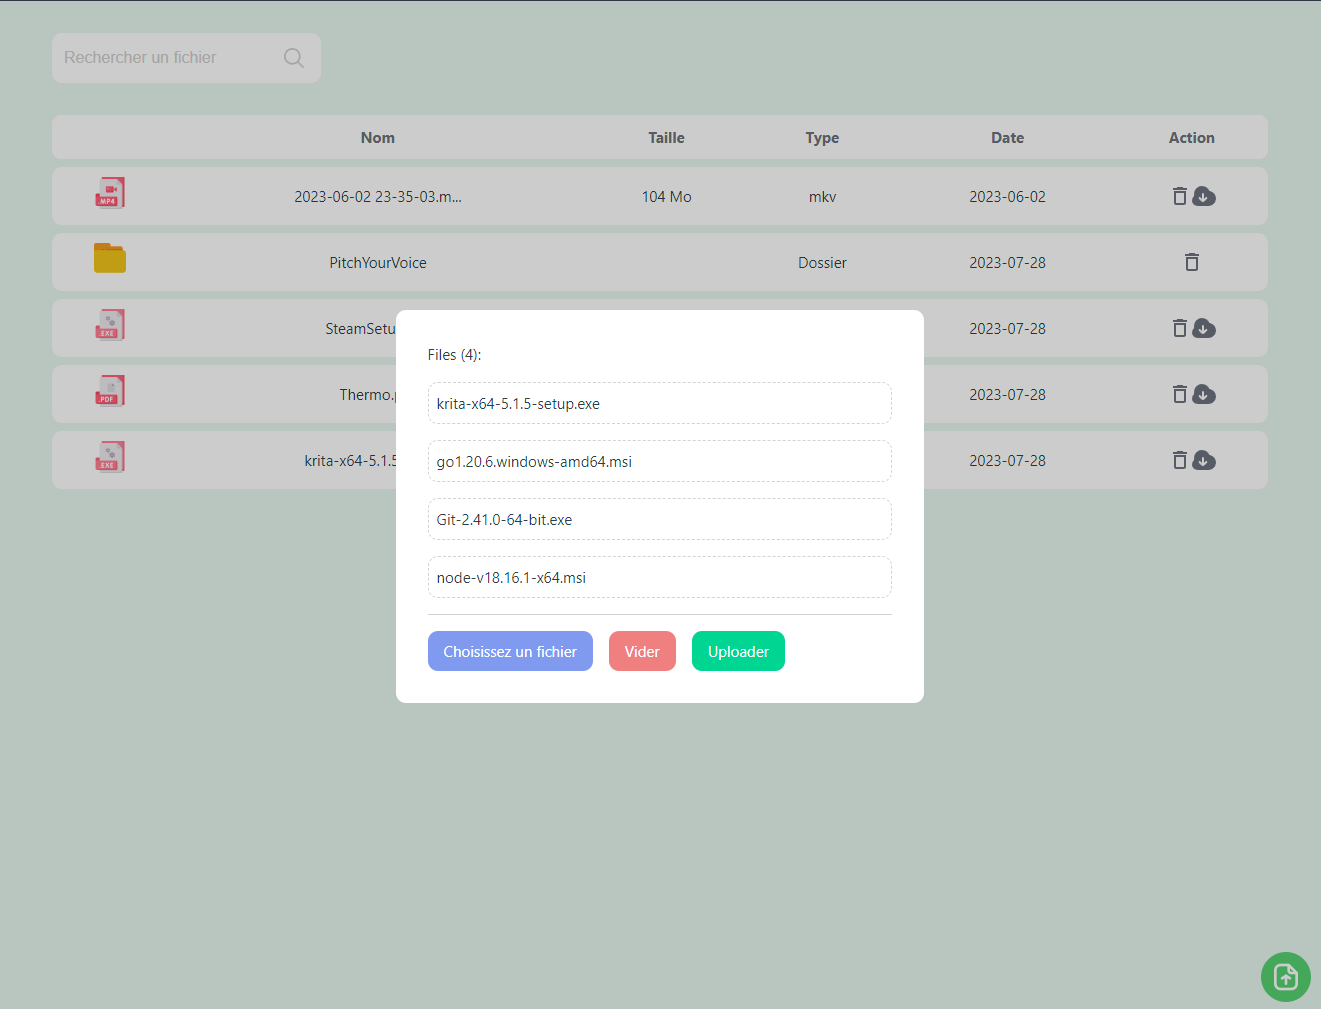 Rechercher un fichier
Nom Taille Type Date Action
MP4 2023-06-02 23-35-03.m... 104 Mo mkv 2023-06-02
PitchYourVoice Dossier 2023-07-28
EXE SteamSetu 2023-07-28
PDF Thermo. 2023-07-28
EXE krita-x64-5.1.5 2023-07-28
Files (4):
krita-x64-5.1.5-setup.exe
go1.20.6.windows-amd64.msi
Git-2.41.0-64-bit.exe
node-v18.16.1-x64.msi
Choisissez un fichier Vider Uploader